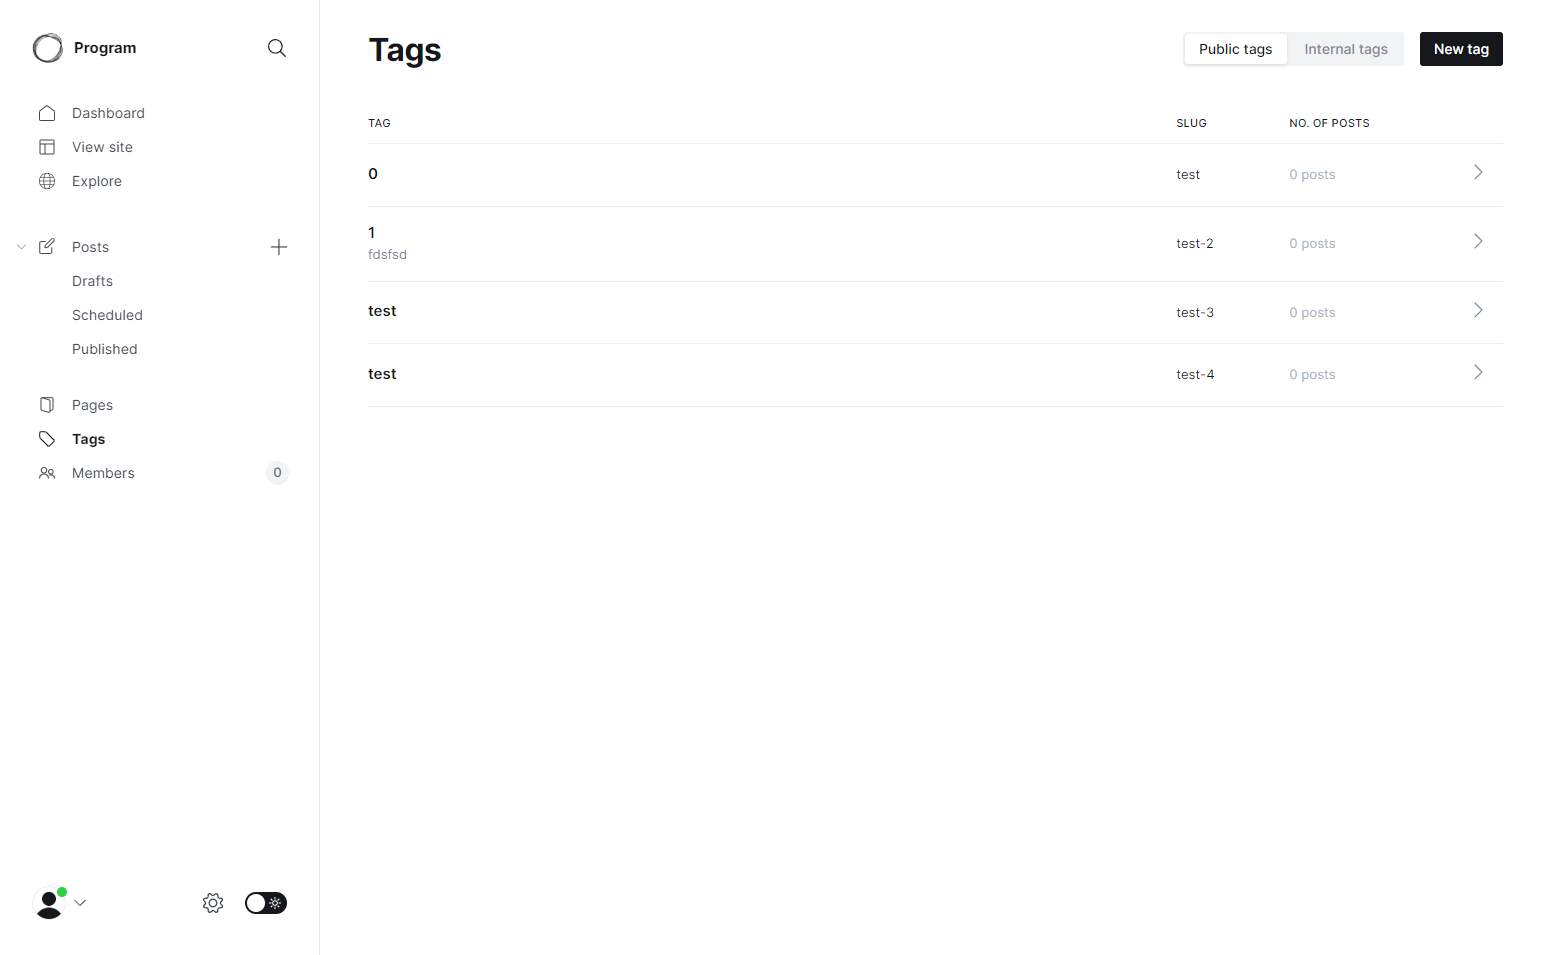 Program
Dashboard
View site
Explore
Posts
Drafts
Scheduled
Published
Pages
Tags
Members 0
Tags
Public tags Internal tags New tag
TAG SLUG NO. OF POSTS
0 test 0 posts
1 test-2 0 posts
fdsfsd
test test-3 0 posts
test test-4 0 posts